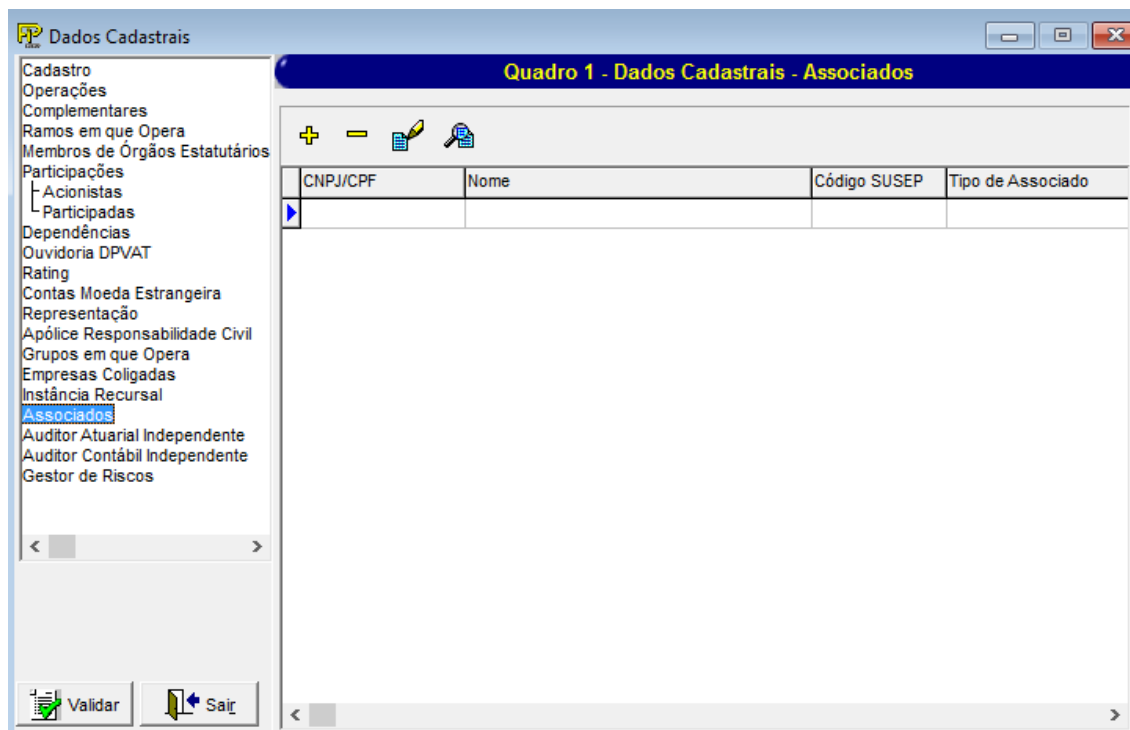 Dados Cadastrais
Cadastro
Operações
Complementares
Ramos em que Opera
Membros de Órgãos Estatutários
Participações
Acionistas
Participadas
Dependências
Ouvidoria DPVAT
Rating
Contas Moeda Estrangeira
Representação
Apólice Responsabilidade Civil
Grupos em que Opera
Empresas Coligadas
Instância Recursal
Associados
Auditor Atuarial Independente
Auditor Contábil Independente
Gestor de Riscos
Validar
Sair
Quadro 1 - Dados Cadastrais - Associados
CNPJ/CPF Nome Código SUSEP Tipo de Associado